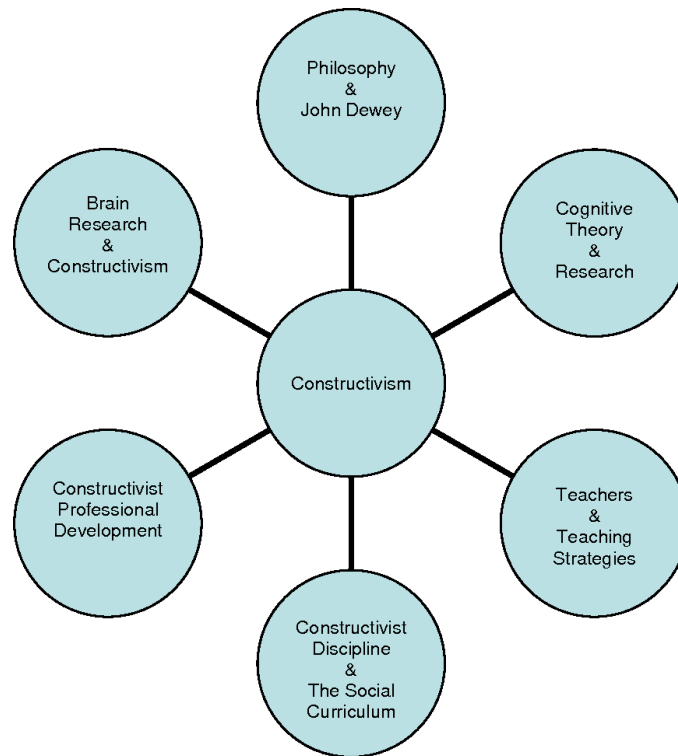 Philosophy
&
John Dewey
Brain
Research
&
Constructivism
Cognitive
Theory
&
Research
Constructivism
Constructivist
Professional
Development
Teachers
&
Teaching
Strategies
Constructivist
Discipline
&
The Social
Curriculum